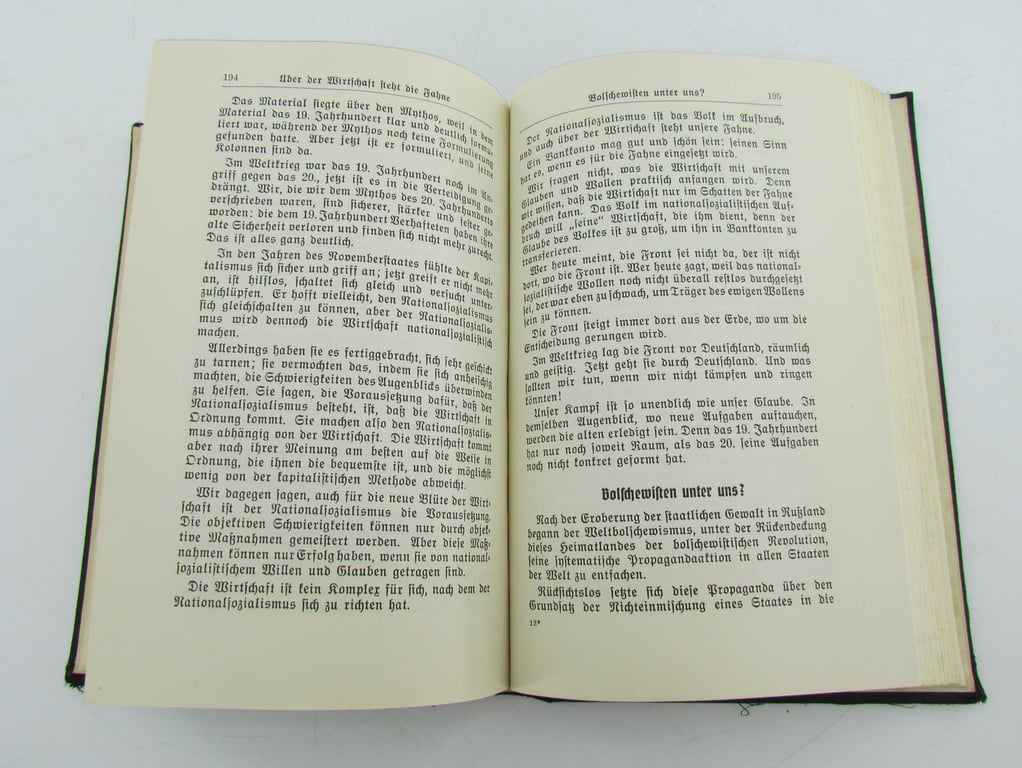 194 Über der Wirtschaft steht die Fahne
Das Material siegte über den Mythos, weil in dem
Material das 19. Jahrhundert klar und deutlich formu-
liert war, während der Mythos noch keine Formulierung
gefunden hatte. Aber jetzt ist er formuliert, und seine
Kolonnen sind da.
Im Weltkrieg war das 19. Jahrhundert noch im An-
griff gegen das 20., jetzt ist es in die Verteidigung ge-
drängt. Wir, die wir dem Mythos des 20. Jahrhunderts
verschrieben waren, sind sicherer, stärker und fester ge-
worden: die dem 19. Jahrhundert Verhafteten haben ihre
alte Sicherheit verloren und finden sich nicht mehr zurecht.
Das ist alles ganz deutlich.
In den Jahren des Novemberstaates fühlte der Kapi-
talismus sich sicher und griff an; jetzt greift er nicht mehr
an, ist hilflos, schaltet sich gleich und versucht unter-
zuschlüpfen. Er hofft vielleicht, den Nationalsozialismus
sich gleichschalten zu können, aber der Nationalsozialis-
mus wird dennoch die Wirtschaft nationalsozialistisch
machen.
Allerdings haben sie es fertiggebracht, sich sehr geschickt
zu tarnen; sie vermochten das, indem sie sich anheischig
machten, die Schwierigkeiten des Augenblicks überwinden
zu helfen. Sie sagen, die Voraussetzung dafür, daß der
Nationalsozialismus besteht, ist, daß die Wirtschaft in
Ordnung kommt. Sie machen also den Nationalsozialis-
mus abhängig von der Wirtschaft. Die Wirtschaft kommt
aber nach ihrer Meinung am besten auf die Weise in
Ordnung, die ihnen die bequemste ist, und die möglichst
wenig von der kapitalistischen Methode abweicht.
Wir dagegen sagen, auch für die neue Blüte der Wirt-
schaft ist der Nationalsozialismus die Voraussetzung.
Die objektiven Schwierigkeiten können nur durch objek-
tive Maßnahmen gemeistert werden. Aber diese Maß-
nahmen können nur Erfolg haben, wenn sie von national-
sozialistischem Willen und Glauben getragen sind.
Die Wirtschaft ist kein Komplex für sich, nach dem der
Nationalsozialismus sich zu richten hat.
Bolschewisten unter uns? 195
Der Nationalsozialismus ist das Volk im Aufbruch,
und auch über der Wirtschaft steht unsere Fahne.
Ein Bankkonto mag gut und schön sein: seinen Sinn
hat es, wenn es für die Fahne eingesetzt wird.
Wir fragen nicht, was die Wirtschaft mit unserem
Glauben und Wollen praktisch anfangen wird. Denn
wir wissen, daß die Wirtschaft nur im Schatten der Fahne
gedeihen kann. Das Volk im nationalsozialistischen Auf-
bruch will „seine“ Wirtschaft, die ihm dient, denn der
Glaube des Volkes ist zu groß, um ihn in Bankkonten zu
transferieren.
Wer heute meint, die Front sei nicht da, der ist nicht
dort, wo die Front ist. Wer heute zagt, weil das national-
sozialistische Wollen noch nicht überall restlos durchgesetzt
sei, der war eben zu schwach, um Träger des ewigen Wollens
sein zu können.
Die Front steigt immer dort aus der Erde, wo um die
Entscheidung gerungen wird.
Im Weltkrieg lag die Front vor Deutschland, räumlich
und geistig. Jetzt geht sie durch Deutschland. Und was
sollten wir tun, wenn wir nicht kämpfen und ringen
könnten!
Unser Kampf ist so unendlich wie unser Glaube. In
demselben Augenblick, wo neue Aufgaben auftauchen,
werden die alten erledigt sein. Denn das 19. Jahrhundert
hat nur noch soweit Raum, als das 20. seine Aufgaben
noch nicht konkret geformt hat.
Bolschewisten unter uns?
Nach der Eroberung der staatlichen Gewalt in Rußland
begann der Weltbolschewismus, unter der Rückendeckung
dieses Heimatlandes der bolschewistischen Revolution,
seine systematische Propagandaaktion in allen Staaten
der Welt zu entfachen.
Rücksichtslos setzte sich diese Propaganda über den
Grundsatz der Nichteinmischung eines Staates in die
13*